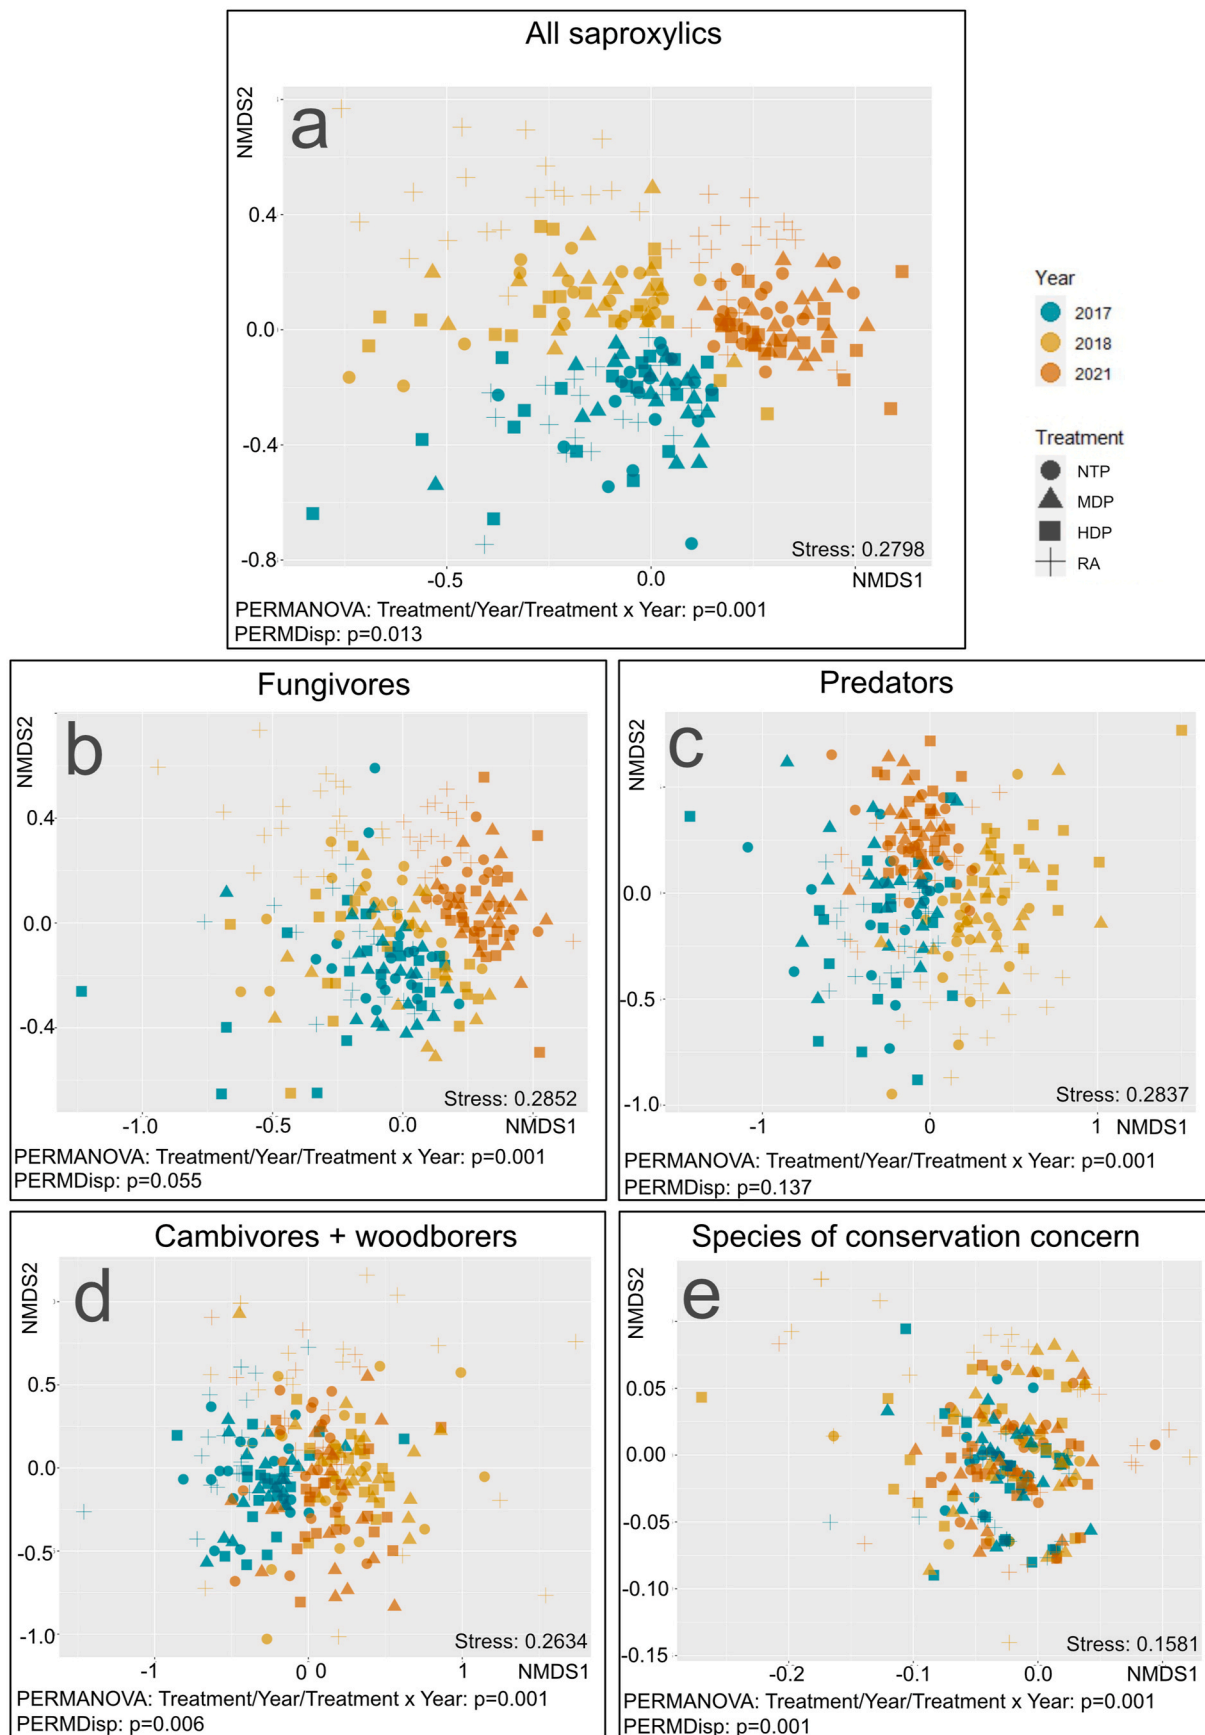 All saproxylics
a
NMDS2
0.4
0.0
-0.4
-0.8
-0.5
0.0
NMDS1
Stress: 0.2798
PERMANOVA: Treatment/Year/Treatment x Year: p=0.001
PERMDisp: p=0.013
Year
2017
2018
2021
Treatment
NTP
MDP
HDP
RA
Fungivores
b
NMDS2
0.4
0.0
-0.4
-1.0
-0.5
0.0
NMDS1
Stress: 0.2852
PERMANOVA: Treatment/Year/Treatment x Year: p=0.001
PERMDisp: p=0.055
Predators
c
NMDS2
0.0
-0.5
-1.0
-1
0
1
NMDS1
Stress: 0.2837
PERMANOVA: Treatment/Year/Treatment x Year: p=0.001
PERMDisp: p=0.137
Cambivores + woodborers
d
NMDS2
0.5
0.0
-0.5
-1.0
-1
0 0
1
NMDS1
Stress: 0.2634
PERMANOVA: Treatment/Year/Treatment x Year: p=0.001
PERMDisp: p=0.006
Species of conservation concern
e
NMDS2
0.05
0.00
-0.05
-0.10
-0.15
-0.2
-0.1
0.0
NMDS1
Stress: 0.1581
PERMANOVA: Treatment/Year/Treatment x Year: p=0.001
PERMDisp: p=0.001